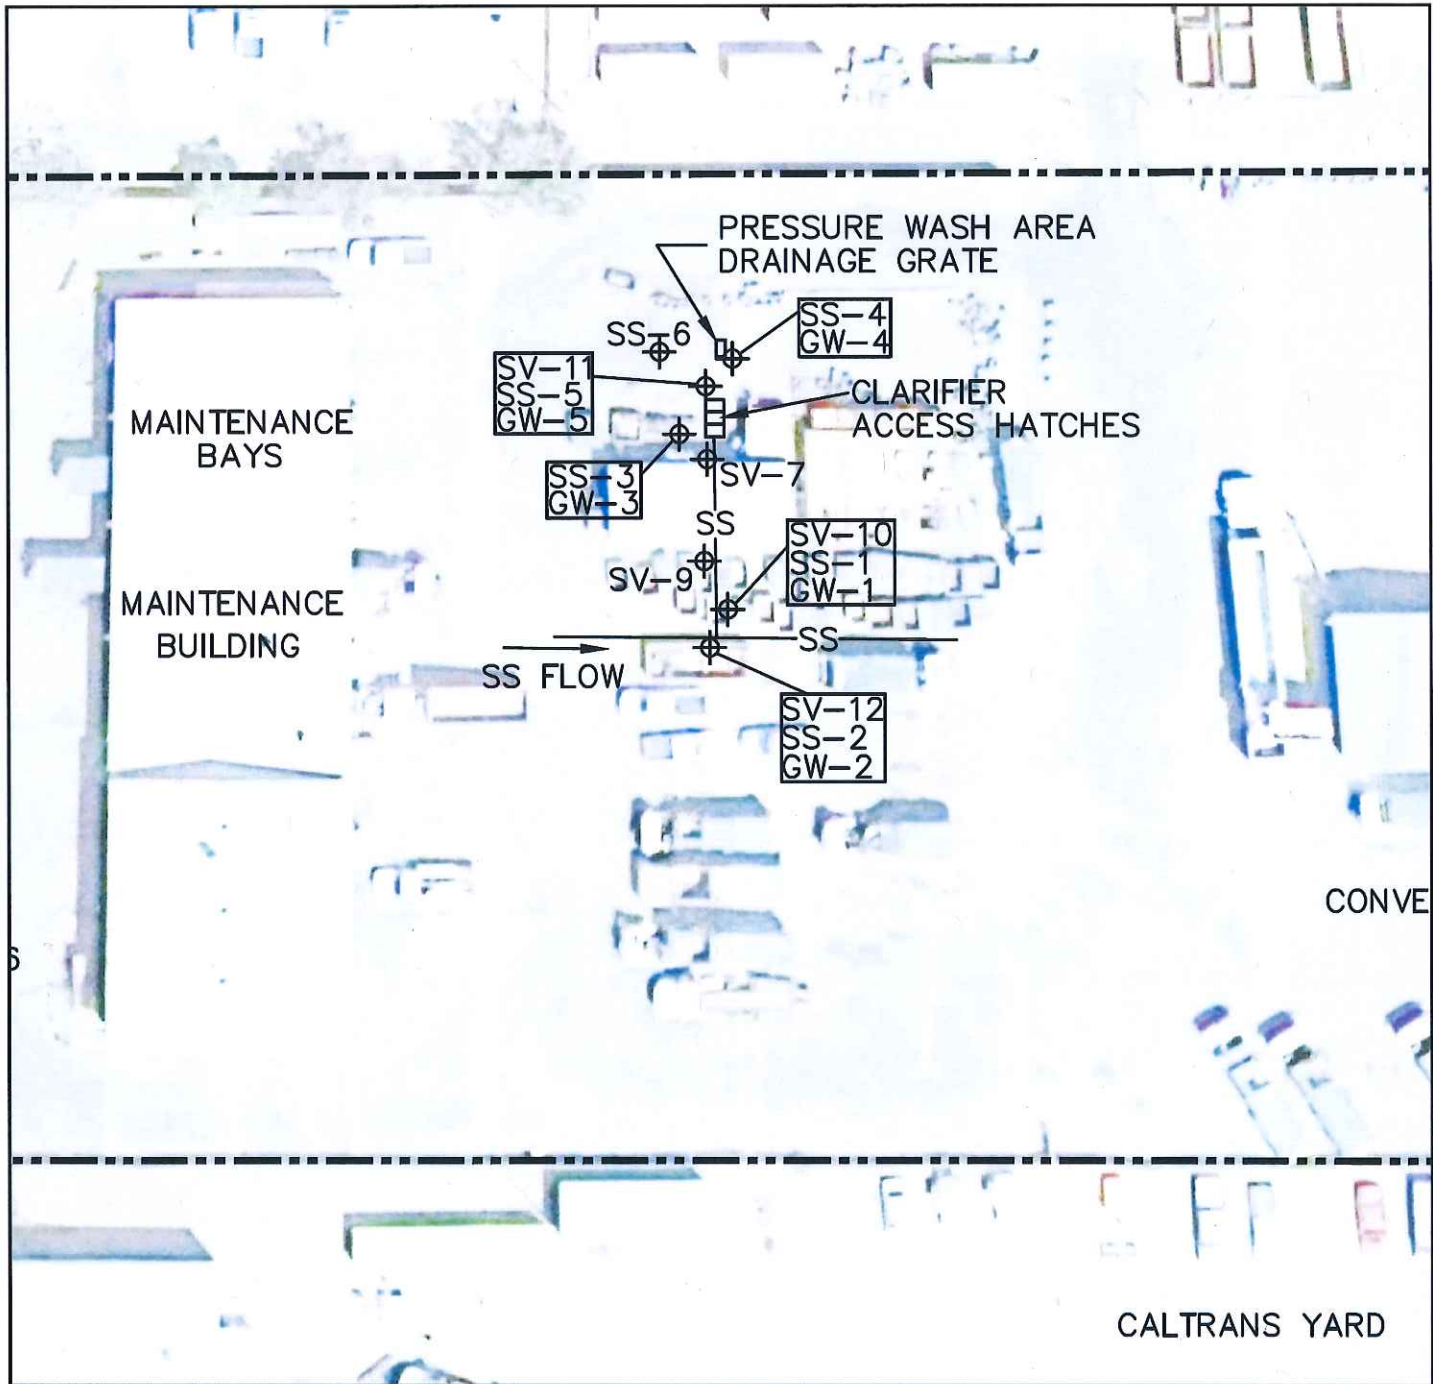 PRESSURE WASH AREA
DRAINAGE GRATE
SS-4
GW-4
SS-6
SV-11
SS-5
GW-5
CLARIFIER
ACCESS HATCHES
MAINTENANCE
BAYS
SS-3
GW-3
SV-7
SS
SV-10
SS-1
GW-1
SV-9
MAINTENANCE
BUILDING
SS
SS FLOW
SV-12
SS-2
GW-2
CONVE
S
CALTRANS YARD